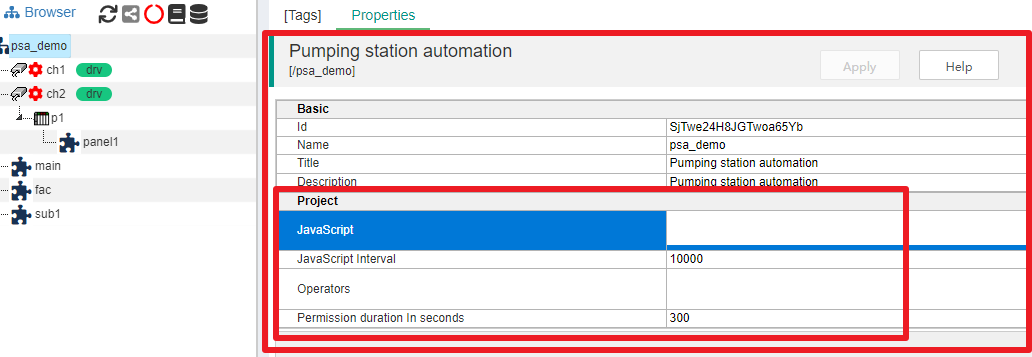 Browser
psa_demo
ch1 drv
ch2 drv
p1
panel1
main
fac
sub1
[Tags] Properties
Pumping station automation
[/psa_demo]
Apply Help
Basic
Id SjTwe24H8JGTwoa65Yb
Name psa_demo
Title Pumping station automation
Description Pumping station automation
Project
JavaScript
JavaScript Interval 10000
Operators
Permission duration In seconds 300